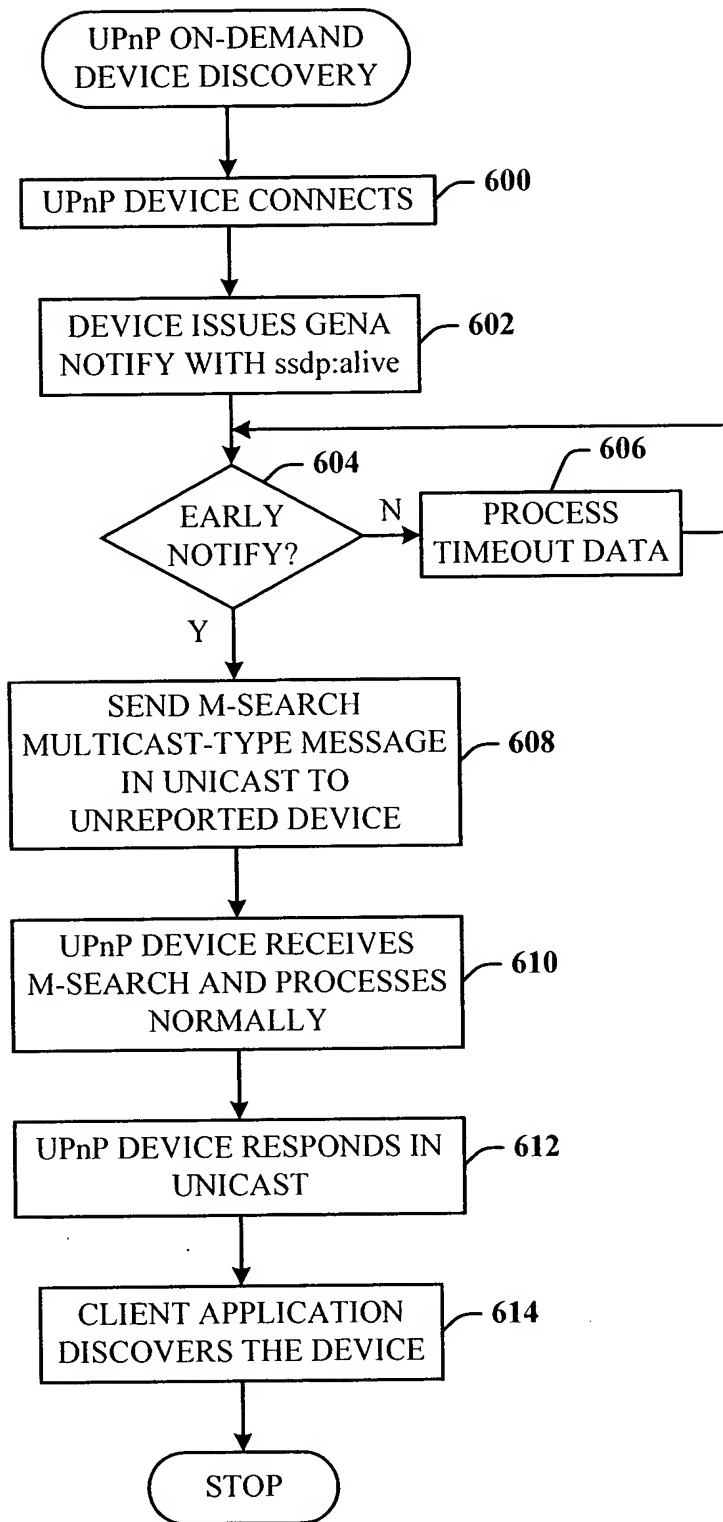 UPnP ON-DEMAND
DEVICE DISCOVERY
UPnP DEVICE CONNECTS
600
DEVICE ISSUES GENA
NOTIFY WITH ssdp:alive
602
604
EARLY
NOTIFY?
N
606
PROCESS
TIMEOUT DATA
Y
SEND M-SEARCH
MULTICAST-TYPE MESSAGE
IN UNICAST TO
UNREPORTED DEVICE
608
UPnP DEVICE RECEIVES
M-SEARCH AND PROCESSES
NORMALLY
610
UPnP DEVICE RESPONDS IN
UNICAST
612
CLIENT APPLICATION
DISCOVERS THE DEVICE
614
STOP